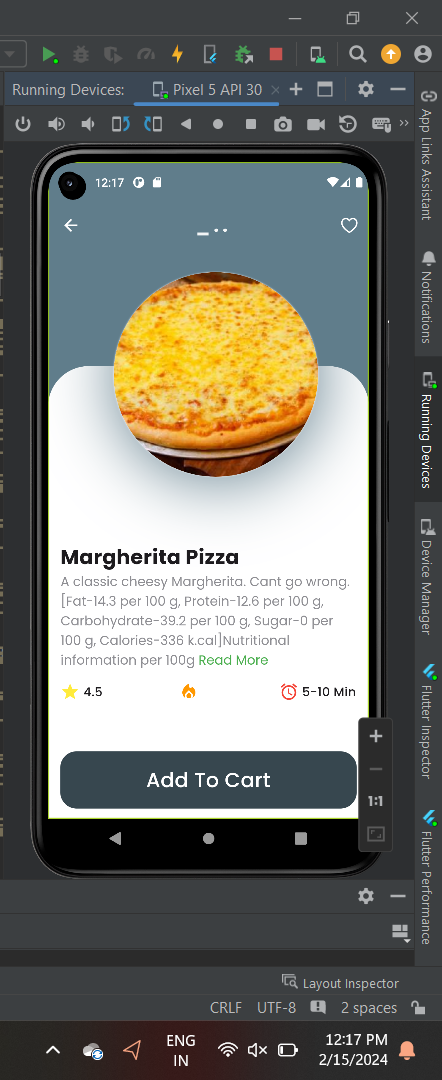 Running Devices:
Pixel 5 API 30
12:17
Margherita Pizza
A classic cheesy Margherita. Cant go wrong.
[Fat-14.3 per 100 g, Protein-12.6 per 100 g,
Carbohydrate-39.2 per 100 g, Sugar-0 per
100 g, Calories-336 k.cal]Nutritional
information per 100g Read More
4.5
5-10 Min
Add To Cart
1:1
App Links Assistant
Notifications
Running Devices
Device Manager
Flutter Inspector
Flutter Performance
Layout Inspector
CRLF UTF-8 2 spaces
ENG
IN
12:17 PM
2/15/2024